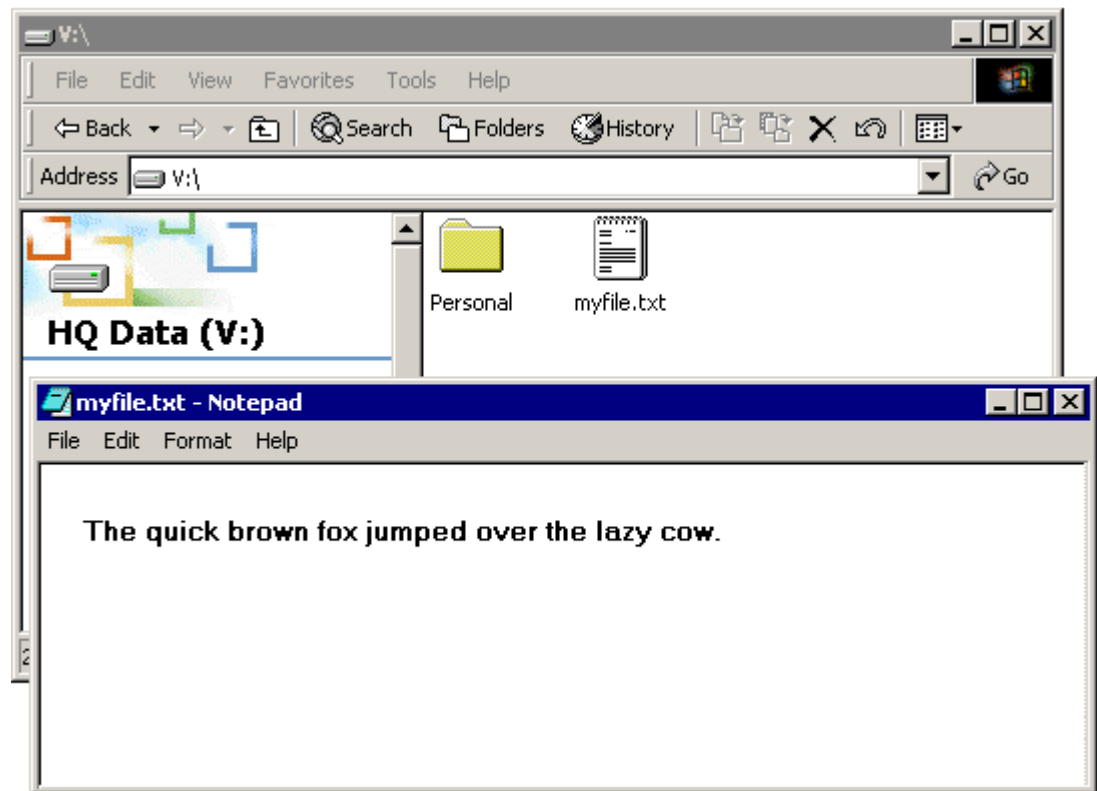 V:\
File Edit View Favorites Tools Help
Back Search Folders History
Address V:\ Go
Personal myfile.txt
HQ Data (V:)
myfile.txt - Notepad
File Edit Format Help
The quick brown fox jumped over the lazy cow.